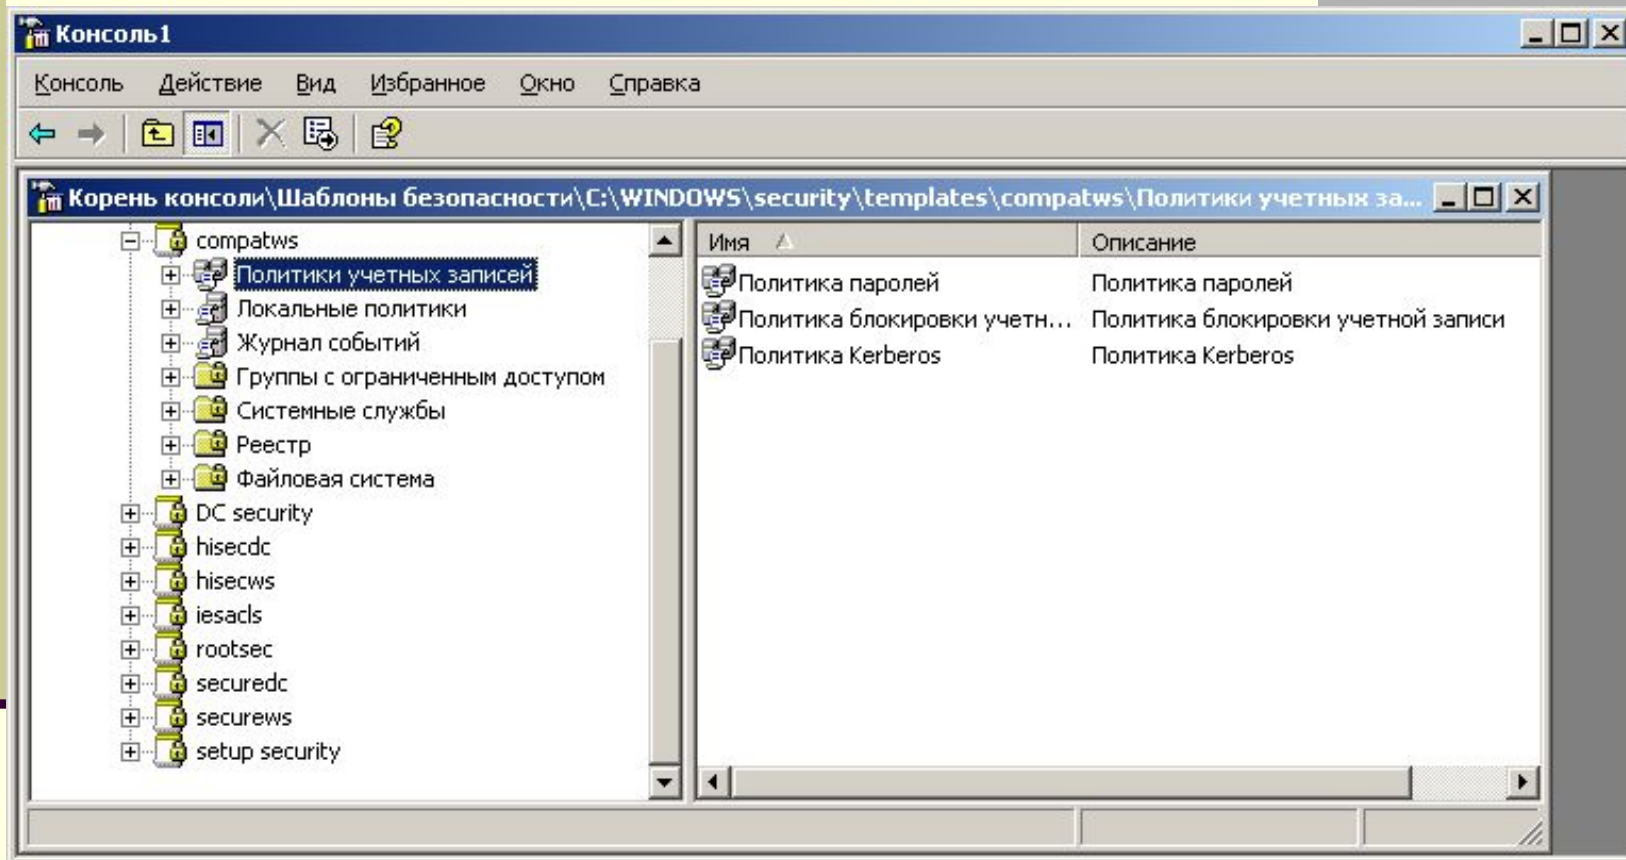 Консоль1
Консоль Действие Вид Избранное Окно Справка
Корень консоли\Шаблоны безопасности\C:\WINDOWS\security\templates\compatws\Политики учетных за...
compatws
Политики учетных записей
Локальные политики
Журнал событий
Группы с ограниченным доступом
Системные службы
Реестр
Файловая система
DC security
hisecdc
hisecws
iesacls
rootsec
securedc
securews
setup security
Имя Описание
Политика паролей Политика паролей
Политика блокировки учетн... Политика блокировки учетной записи
Политика Kerberos Политика Kerberos